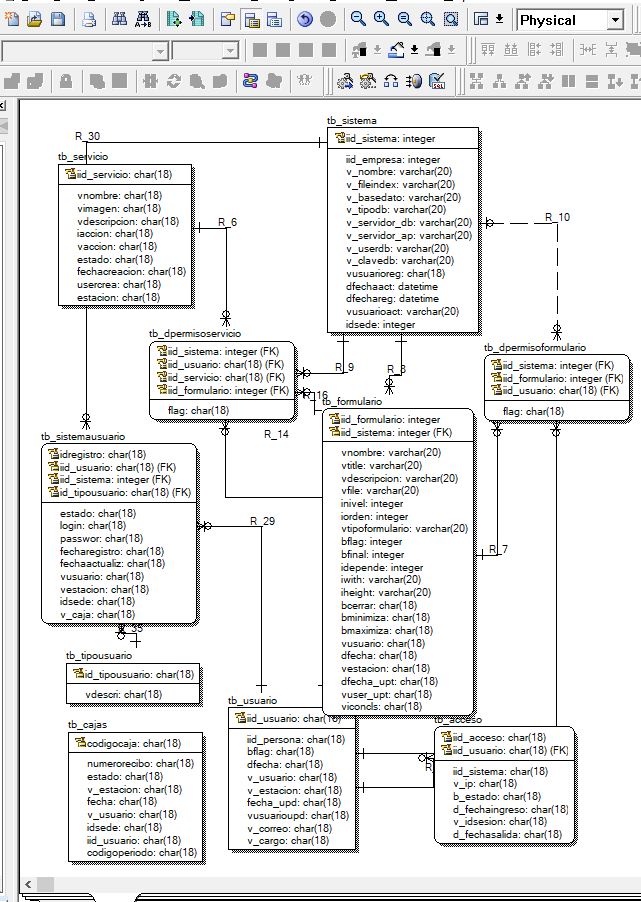 Physical
R_30
tb_sistema
iid_sistema: integer
iid_empresa: integer
v_nombre: varchar(20)
v_fileindex: varchar(20)
v_basedato: varchar(20)
v_tipodb: varchar(20)
v_servidor_db: varchar(20)
v_servidor_ap: varchar(20)
v_userdb: varchar(20)
v_clavedb: varchar(20)
vusuarioreg: char(18)
dfechaact: datetime
dfechareg: datetime
vusuarioact: varchar(20)
idsede: integer
tb_servicio
iid_servicio: char(18)
vnombre: char(18)
vimagen: char(18)
vdescripcion: char(18)
iaccion: char(18)
vaccion: char(18)
estado: char(18)
fechacreacion: char(18)
usercrea: char(18)
estacion: char(18)
R_6
R_10
tb_dpermisoservicio
iid_sistema: integer (FK)
iid_usuario: char(18) (FK)
iid_servicio: char(18) (FK)
iid_formulario: integer (FK)
flag: char(18)
R_9
R_8
R_16
R_14
tb_dpermisoformulario
iid_sistema: integer (FK)
iid_formulario: integer (FK)
iid_usuario: char(18) (FK)
flag: char(18)
tb_formulario
iid_formulario: integer
iid_sistema: integer (FK)
vnombre: varchar(20)
vtitle: varchar(20)
vdescripcion: varchar(20)
vfile: varchar(20)
inivel: integer
iorden: integer
vtipoformulario: varchar(20)
bflag: integer
bfinal: integer
idepende: integer
iwith: varchar(20)
iheight: varchar(20)
bcerrar: char(18)
bminimiza: char(18)
bmaximiza: char(18)
vusuario: char(18)
dfecha: char(18)
vestacion: char(18)
dfecha_upt: char(18)
vuser_upt: char(18)
viconcls: char(18)
R_7
tb_sistemausuario
idregistro: char(18)
iid_usuario: char(18) (FK)
iid_sistema: integer (FK)
id_tipousuario: char(18) (FK)
estado: char(18)
login: char(18)
passwor: char(18)
fecharegistro: char(18)
fechaactualiz: char(18)
vusuario: char(18)
vestacion: char(18)
idsede: char(18)
v_caja: char(18)
R_29
35
tb_tipousuario
id_tipousuario: char(18)
vdescri: char(18)
tb_cajas
codigocaja: char(18)
numerorecibo: char(18)
estado: char(18)
v_estacion: char(18)
fecha: char(18)
v_usuario: char(18)
idsede: char(18)
iid_usuario: char(18)
codigoperiodo: char(18)
tb_usuario
iid_usuario: char(18)
iid_persona: char(18)
bflag: char(18)
dfecha: char(18)
v_usuario: char(18)
v_estacion: char(18)
fecha_upd: char(18)
vusuarioupd: char(18)
v_correo: char(18)
v_cargo: char(18)
R
tb_acceso
iid_acceso: char(18)
iid_usuario: char(18) (FK)
iid_sistema: char(18)
v_ip: char(18)
b_estado: char(18)
d_fechaingreso: char(18)
v_idsesion: char(18)
d_fechasalida: char(18)